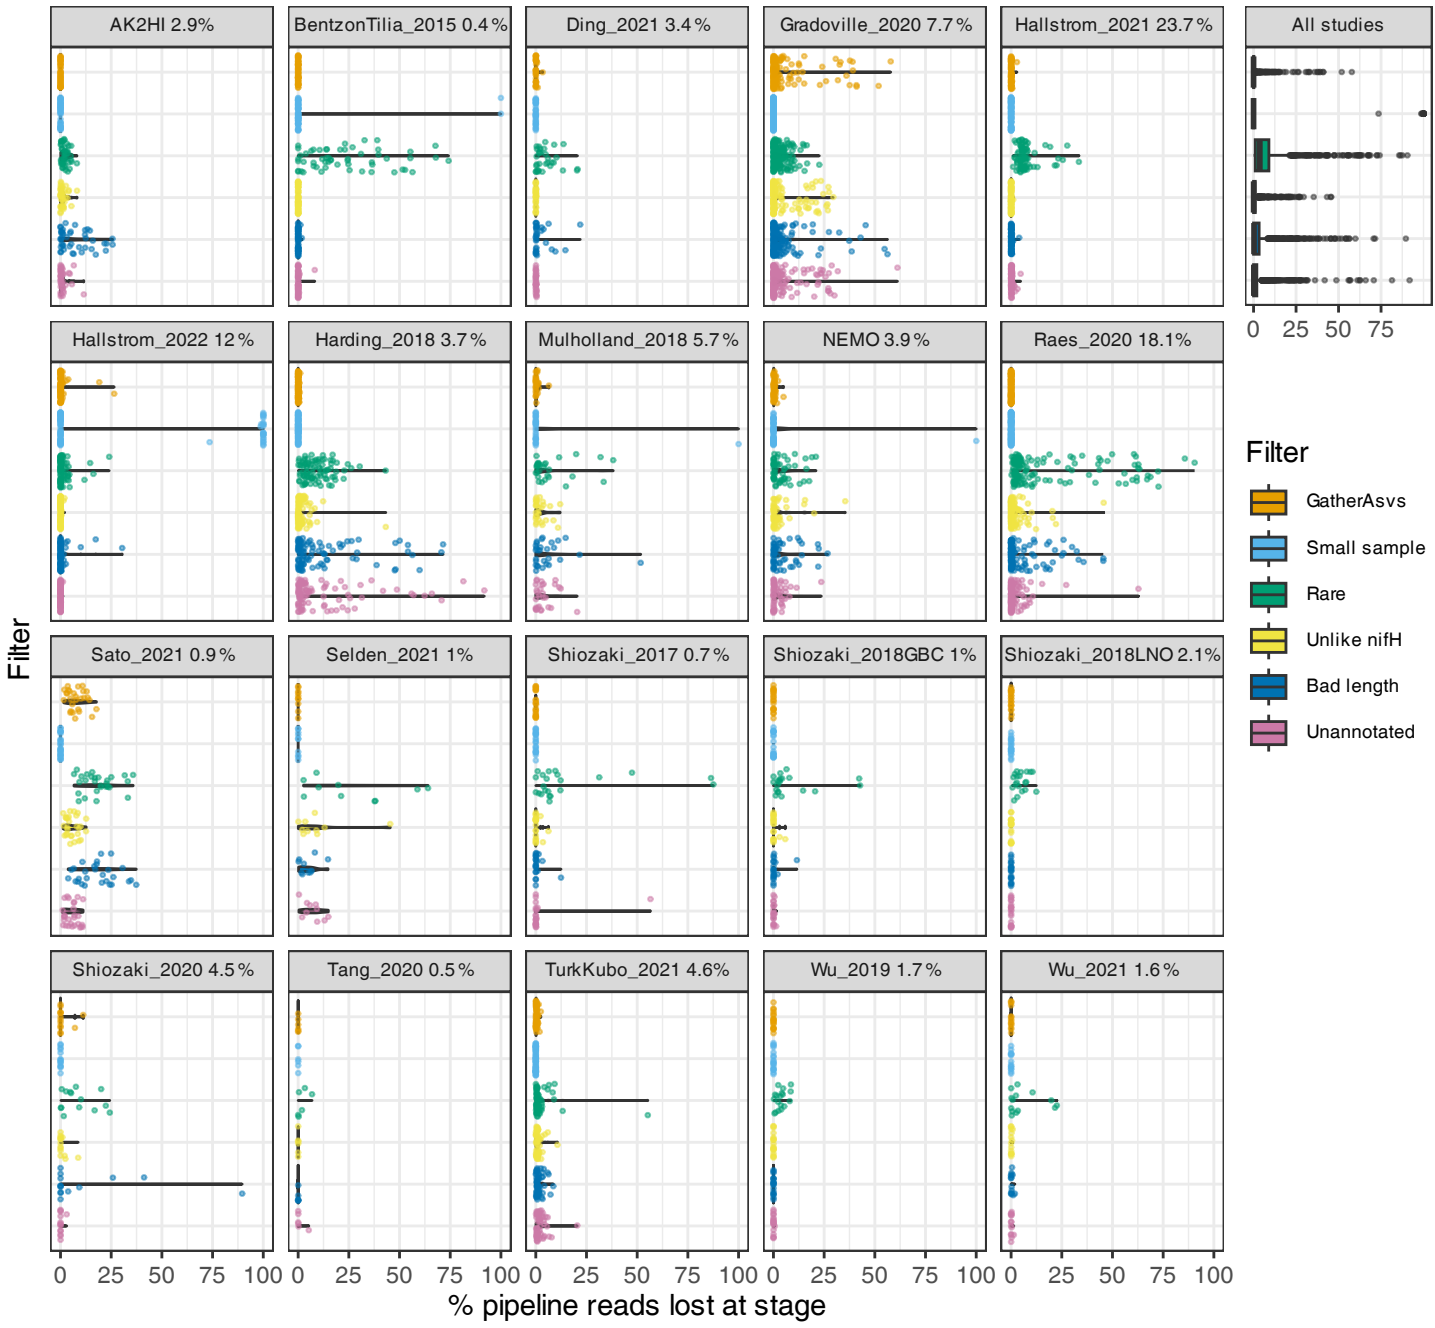 AK2HI 2.9%
BentzonTilia_2015 0.4%
Ding_2021 3.4%
Gradoville_2020 7.7%
Hallstrom_2021 23.7%
All studies
0 25 50 75
Hallstrom_2022 12%
Harding_2018 3.7%
Mulholland_2018 5.7%
NEMO 3.9%
Raes_2020 18.1%
Filter
GatherAsvs
Small sample
Rare
Unlike nifH
Bad length
Unannotated
Filter
Sato_2021 0.9%
Selden_2021 1%
Shiozaki_2017 0.7%
Shiozaki_2018GBC 1%
Shiozaki_2018LNO 2.1%
Shiozaki_2020 4.5%
Tang_2020 0.5%
TurkKubo_2021 4.6%
Wu_2019 1.7%
Wu_2021 1.6%
0 25 50 75 100 0 25 50 75 100 0 25 50 75 100 0 25 50 75 100 0 25 50 75 100
% pipeline reads lost at stage